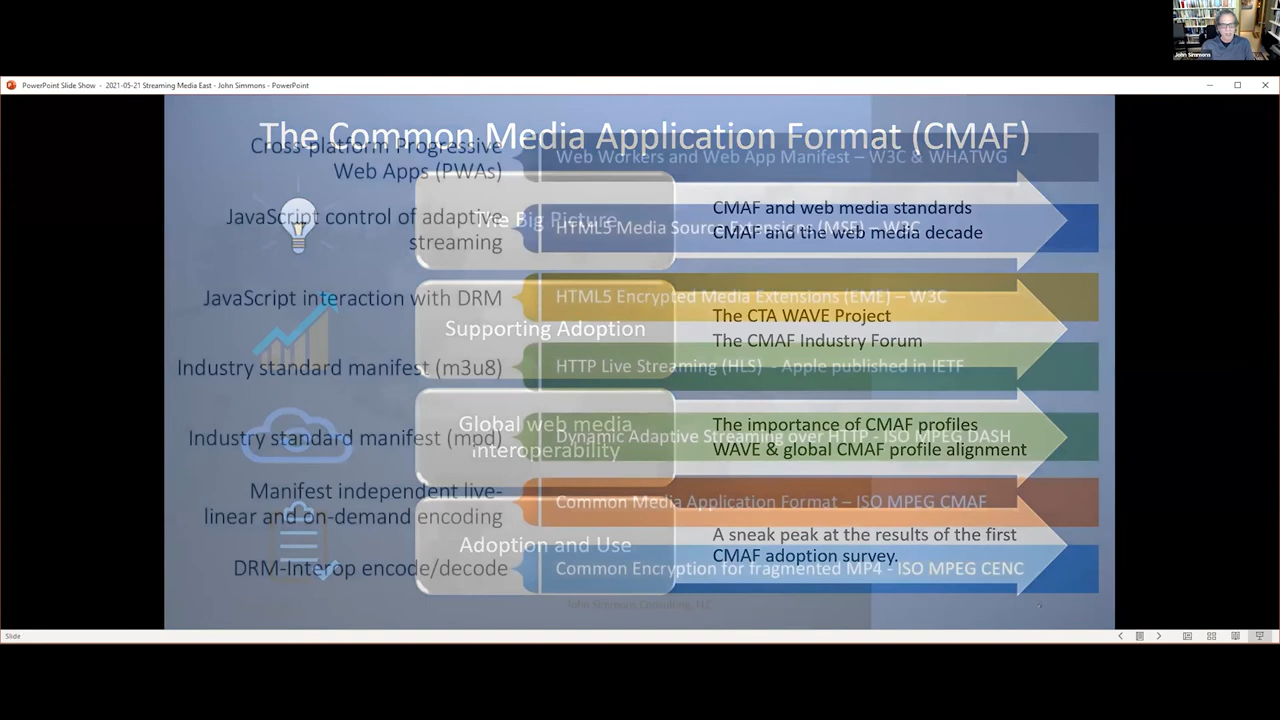 John Simmons
PowerPoint Slide Show - 2021-05-21 Streaming Media East - John Simmons - PowerPoint
The Common Media Application Format (CMAF)
Cross-platform Progressive
Web Apps (PWAs)
Web Workers and Web App Manifest – W3C & WHATWG
JavaScript control of adaptive
streaming
HTML5 Media Source Extensions (MSE) – W3C
The Big Picture
CMAF and web media standards
CMAF and the web media decade
JavaScript interaction with DRM
HTML5 Encrypted Media Extensions (EME) – W3C
Supporting Adoption
The CTA WAVE Project
The CMAF Industry Forum
Industry standard manifest (m3u8)
HTTP Live Streaming (HLS) - Apple published in IETF
Global web media
interoperability
The importance of CMAF profiles
WAVE & global CMAF profile alignment
Industry standard manifest (mpd)
Dynamic Adaptive Streaming over HTTP - ISO MPEG DASH
Manifest independent live-
linear and on-demand encoding
Common Media Application Format – ISO MPEG CMAF
Adoption and Use
A sneak peak at the results of the first
CMAF adoption survey.
DRM-interop encode/decode
Common Encryption for fragmented MP4 - ISO MPEG CENC
John Simmons Consulting, LLC
Slide